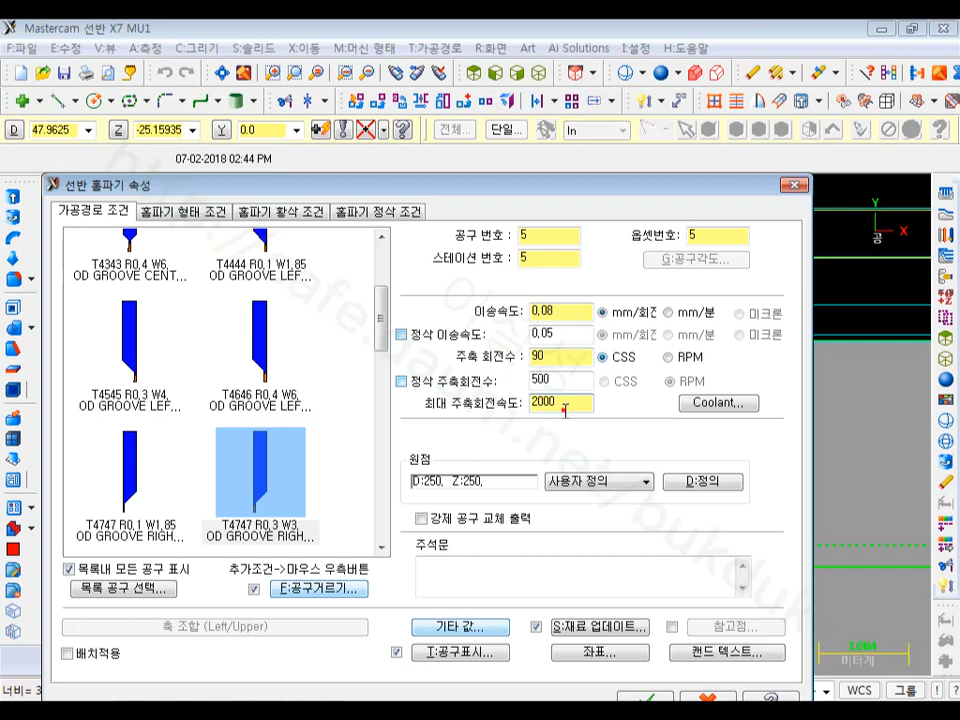 Mastercam 선반 X7 MU1
F:파일 E:수정 V:뷰 A:측정 C:그리기 S:솔리드 X:이동 M:머신 형태 T:가공경로 R:화면 Art Ai Solutions I:설정 H:도움말
D 47.9625 Z -25.15935 Y 0.0 전체... 단일... In
07-02-2018 02:44 PM
선반 홈파기 속성
가공경로 조건 홈파기 형태 조건 홈파기 황삭 조건 홈파기 정삭 조건
T4343 R0.4 W6. T4444 R0.1 W1.85
OD GROOVE CENT... OD GROOVE LEF...
T4545 R0.3 W4. T4646 R0.4 W6.
OD GROOVE LEF... OD GROOVE LEF...
T4747 R0.1 W1.85 T4747 R0.3 W3.
OD GROOVE RIGH... OD GROOVE RIGH...
목록내 모든 공구 표시 추가조건->마우스 우측버튼
목록 공구 선택... F:공구거르기...
축 조합 (Left/Upper)
배치적용
공구 번호 : 5 옵셋번호: 5
스테이션 번호 : 5 G:공구각도...
이송속도: 0.08 mm/회전 mm/분 미크론
정삭 이송속도: 0.05 mm/회전 mm/분 미크론
주축 회전수 : 90 CSS RPM
정삭 주축회전수: 500 CSS RPM
최대 주축회전속도: 2000 Coolant...
원점
D:250. Z:250. 사용자 정의 D:정의
강제 공구 교체 출력
주석문
기타 값... S:재료 업데이트... 참고점...
T:공구표시... 좌표... 캔드 텍스트...
Y
X
공
미터계
너비= 3
WCS 그룹 ! ?